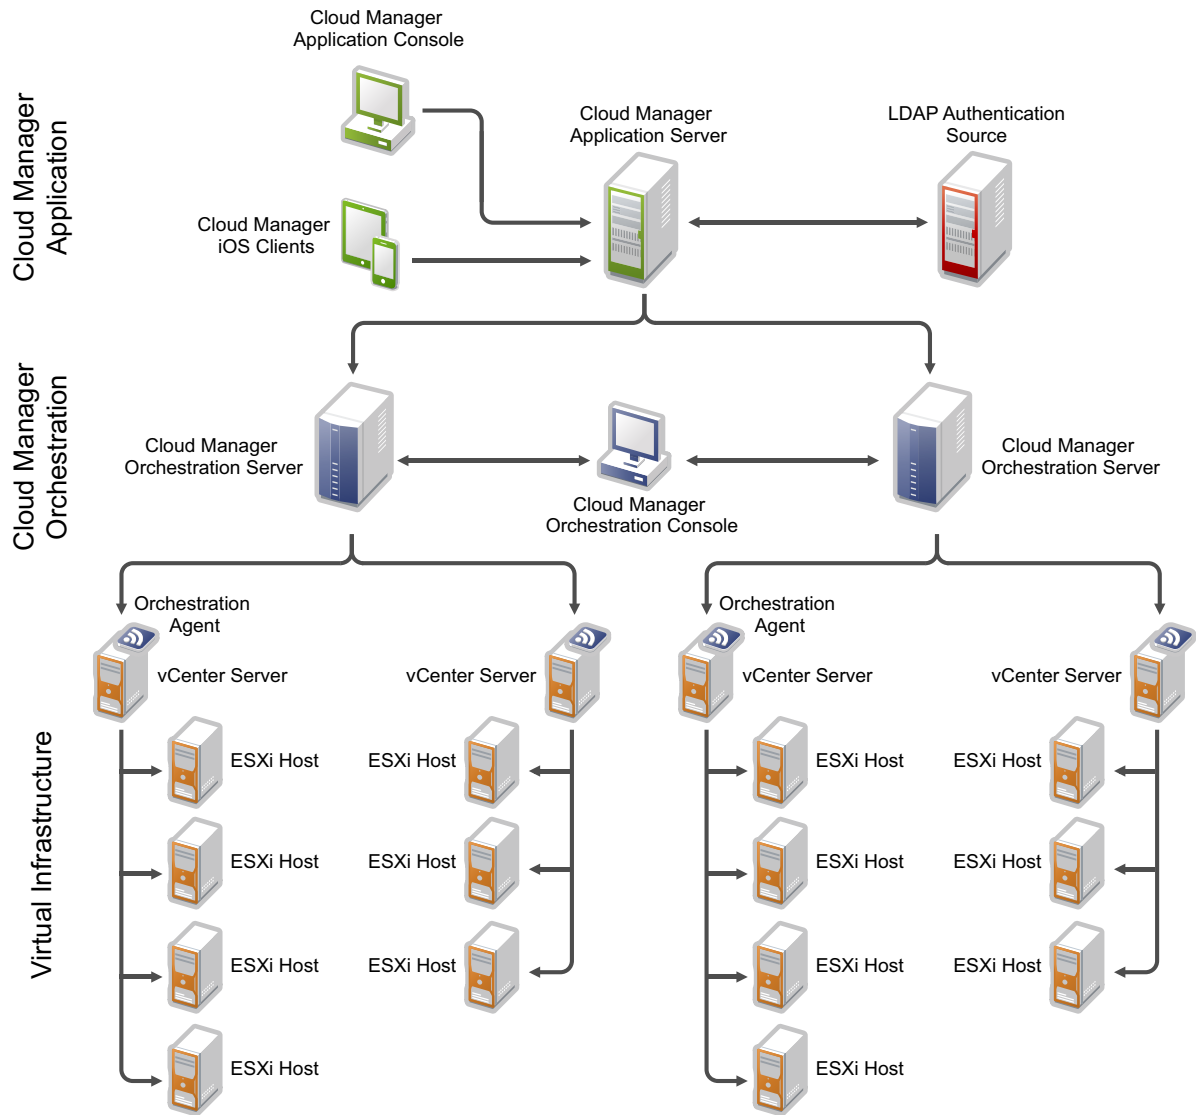 Cloud Manager
Application Console
Cloud Manager
Application Server
LDAP Authentication
Source
Cloud Manager
iOS Clients
Cloud Manager
Application
Cloud Manager
Orchestration Server
Cloud Manager
Orchestration Console
Cloud Manager
Orchestration Server
Cloud Manager
Orchestration
Orchestration
Agent
vCenter Server
vCenter Server
Orchestration
Agent
vCenter Server
vCenter Server
Virtual Infrastructure
ESXi Host
ESXi Host
ESXi Host
ESXi Host
ESXi Host
ESXi Host
ESXi Host
ESXi Host
ESXi Host
ESXi Host
ESXi Host
ESXi Host
ESXi Host
ESXi Host